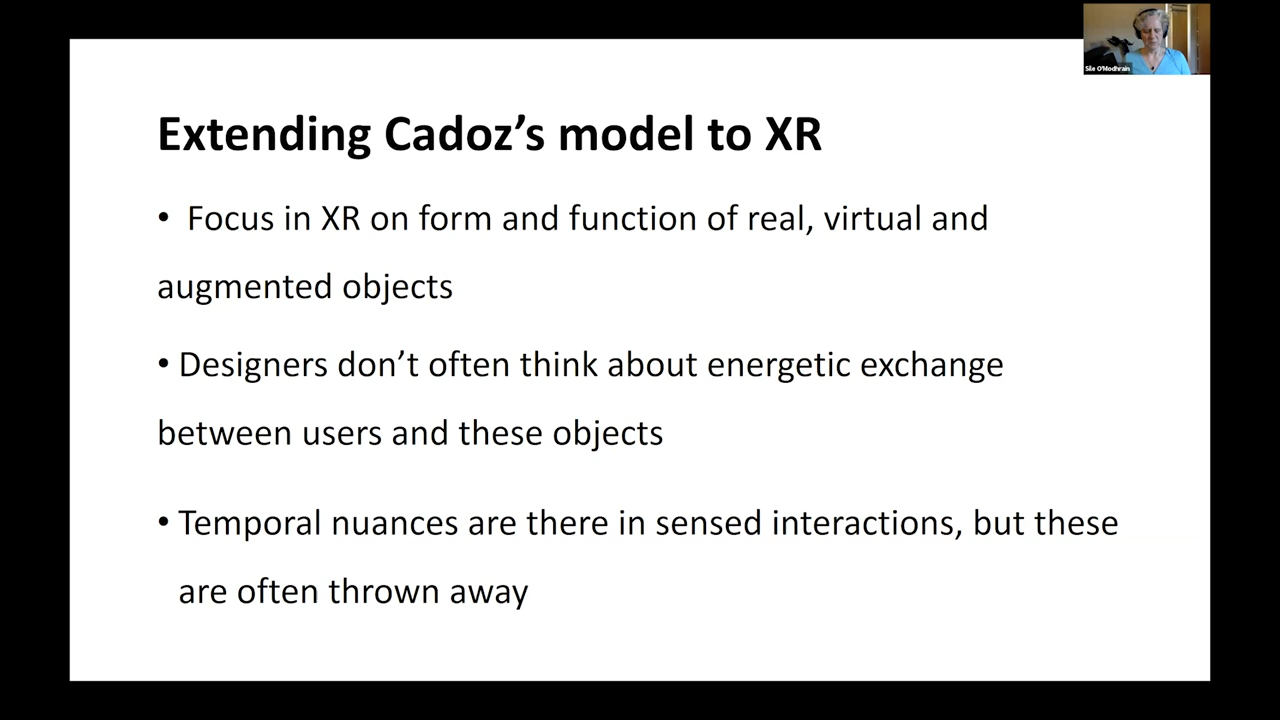 Sile O'Modhrain
Extending Cadoz’s model to XR
• Focus in XR on form and function of real, virtual and
augmented objects
• Designers don’t often think about energetic exchange
between users and these objects
• Temporal nuances are there in sensed interactions, but these
are often thrown away